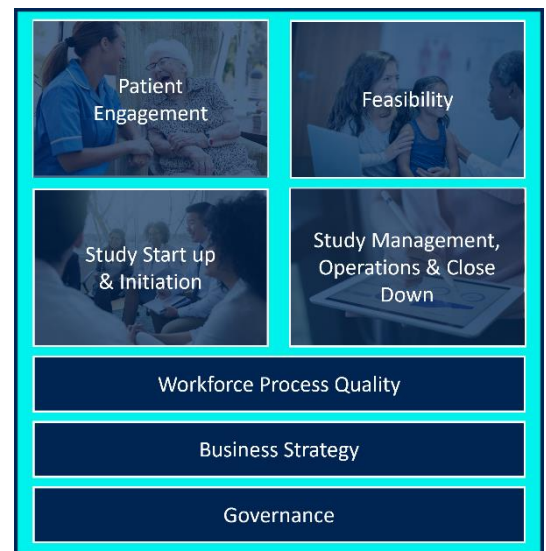 Patient
Engagement
Feasibility
Study Start up
& Initiation
Study Management,
Operations & Close
Down
Workforce Process Quality
Business Strategy
Governance